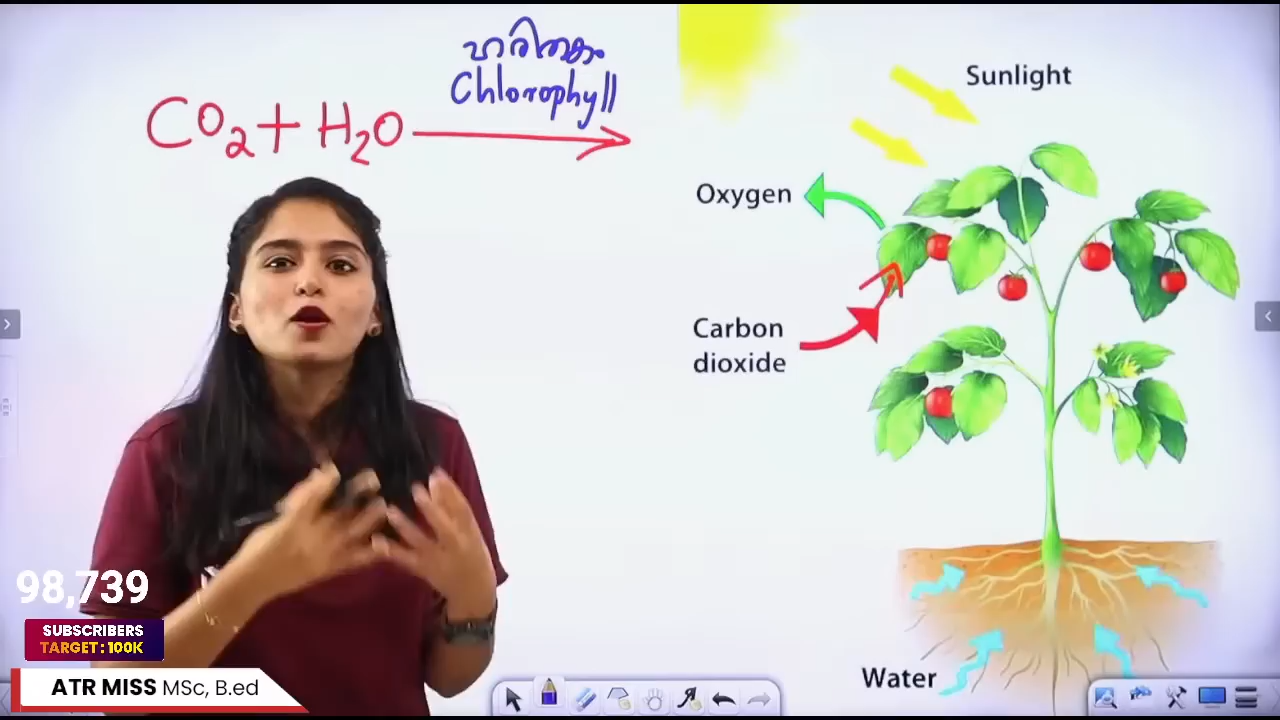 ഹരിതകം
Chlorophyll
CO2 + H2O
Sunlight
Oxygen
Carbon
dioxide
Water
98,739
SUBSCRIBERS
TARGET : 100K
ATR MISS MSc, B.ed